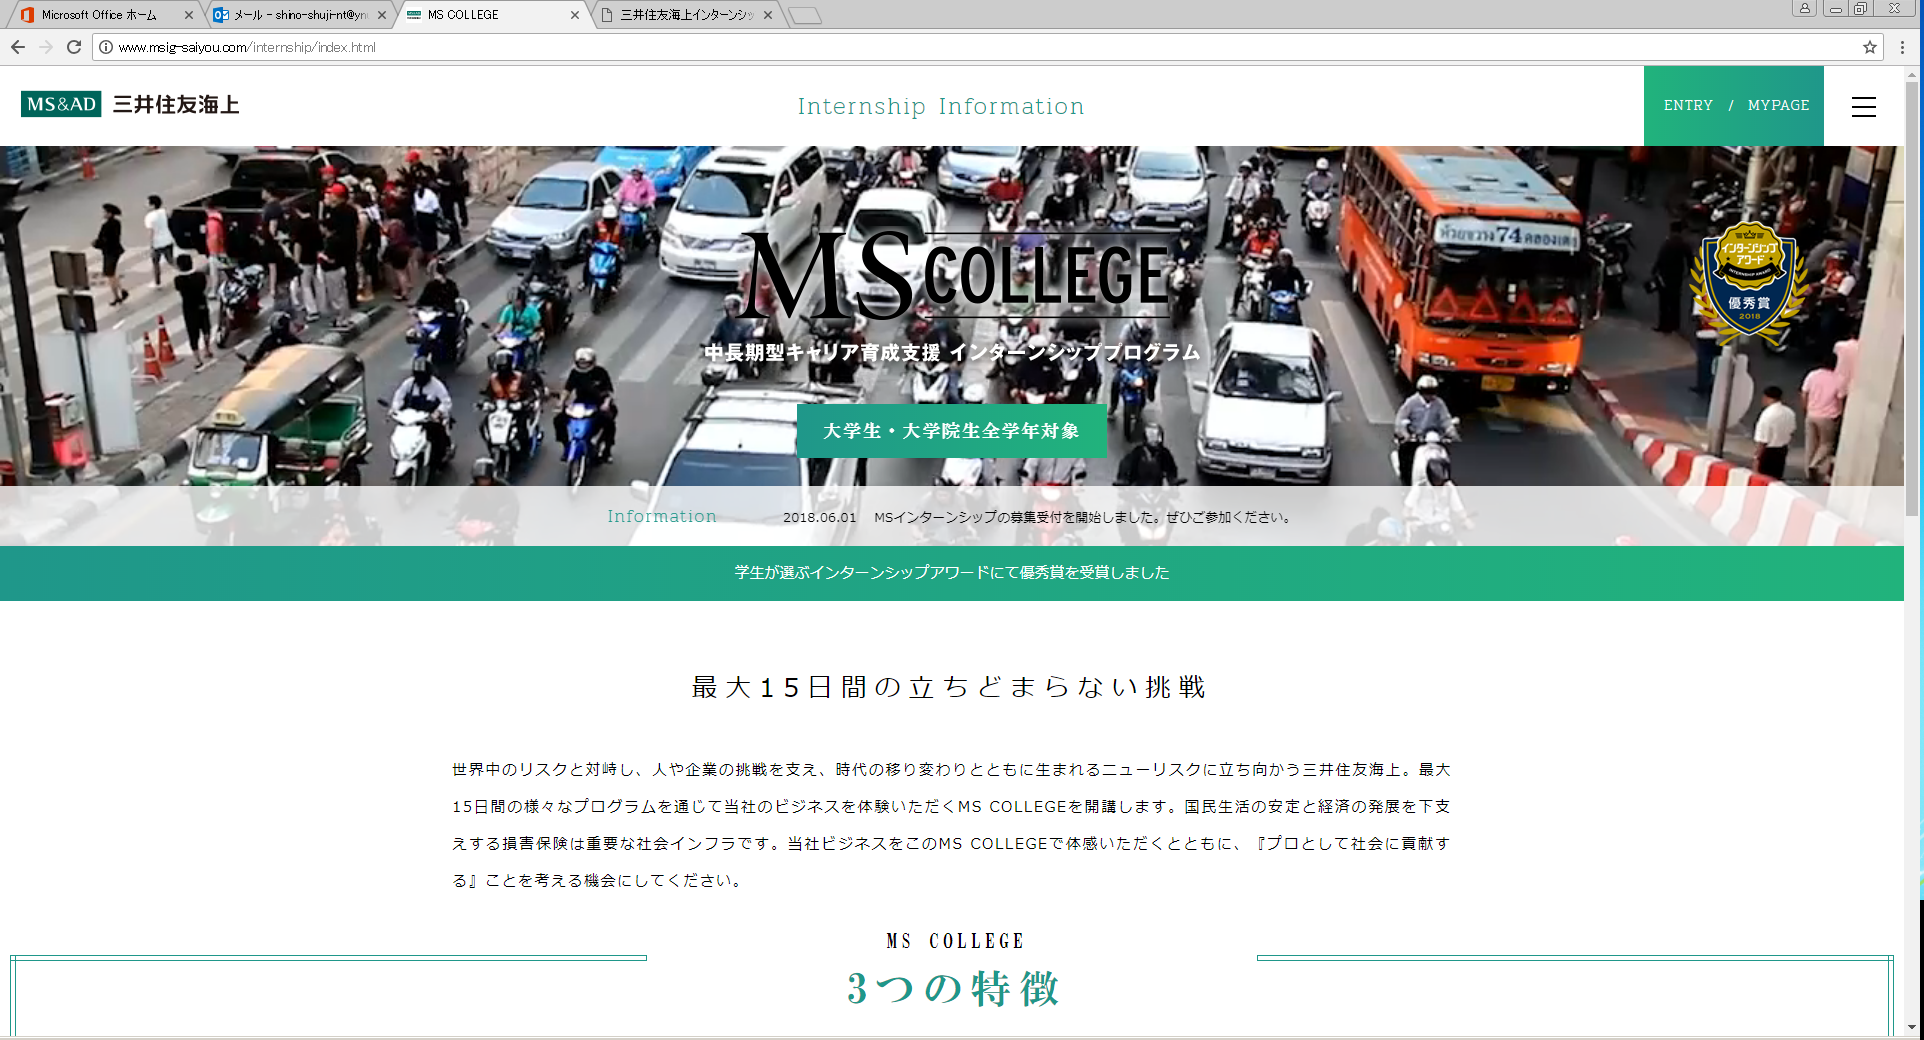 Microsoft Office ホーム
メール - shino-shuji-nt@yn
MS COLLEGE
三井住友海上インターンシッ
www.msig-saiyou.com/internship/index.html
MS&AD 三井住友海上
Internship Information
ENTRY / MYPAGE
ห้วยขวาง 74 คลองเตย
MS COLLEGE
インターンシップ
アワード
INTERNSHIP AWARD
優秀賞
2018
中長期型キャリア育成支援 インターンシッププログラム
大学生・大学院生全学年対象
Information 2018.06.01 MSインターンシップの募集受付を開始しました。ぜひご参加ください。
学生が選ぶインターンシップアワードにて優秀賞を受賞しました
最大15日間の立ちどまらない挑戦
世界中のリスクと対峙し、人や企業の挑戦を支え、時代の移り変わりとともに生まれるニューリスクに立ち向かう三井住友海上。最大
15日間の様々なプログラムを通じて当社のビジネスを体験いただくMS COLLEGEを開講します。国民生活の安定と経済の発展を下支
えする損害保険は重要な社会インフラです。当社ビジネスをこのMS COLLEGEで体感いただくとともに、『プロとして社会に貢献す
る』ことを考える機会にしてください。
MS COLLEGE
3つの特徴